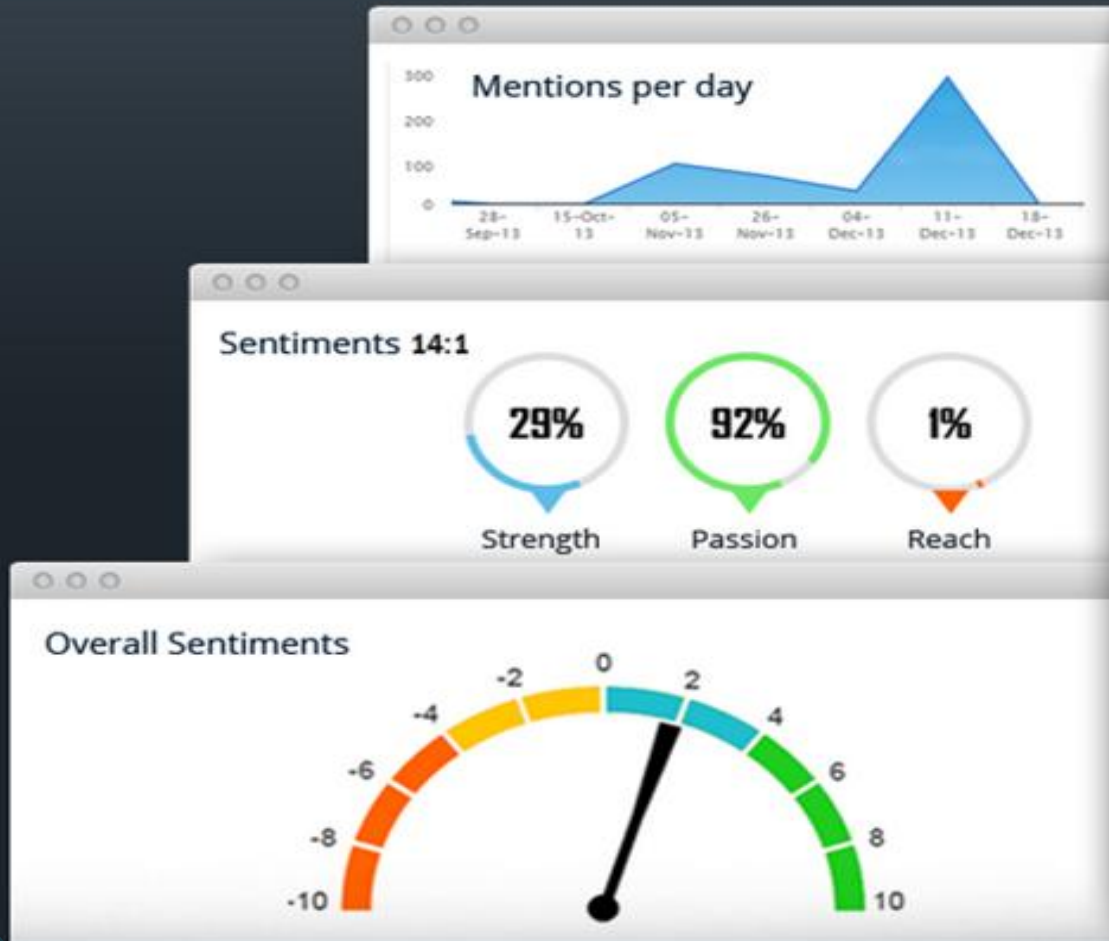 Mentions per day
300
200
100
0
28-
Sep-13
15-Oct-
13
05-
Nov-13
26-
Nov-13
04-
Dec-13
11-
Dec-13
18-
Dec-13
Sentiments 14:1
29% 92% 1%
Strength Passion Reach
Overall Sentiments
-10
-8
-6
-4
-2
0
2
4
6
8
10